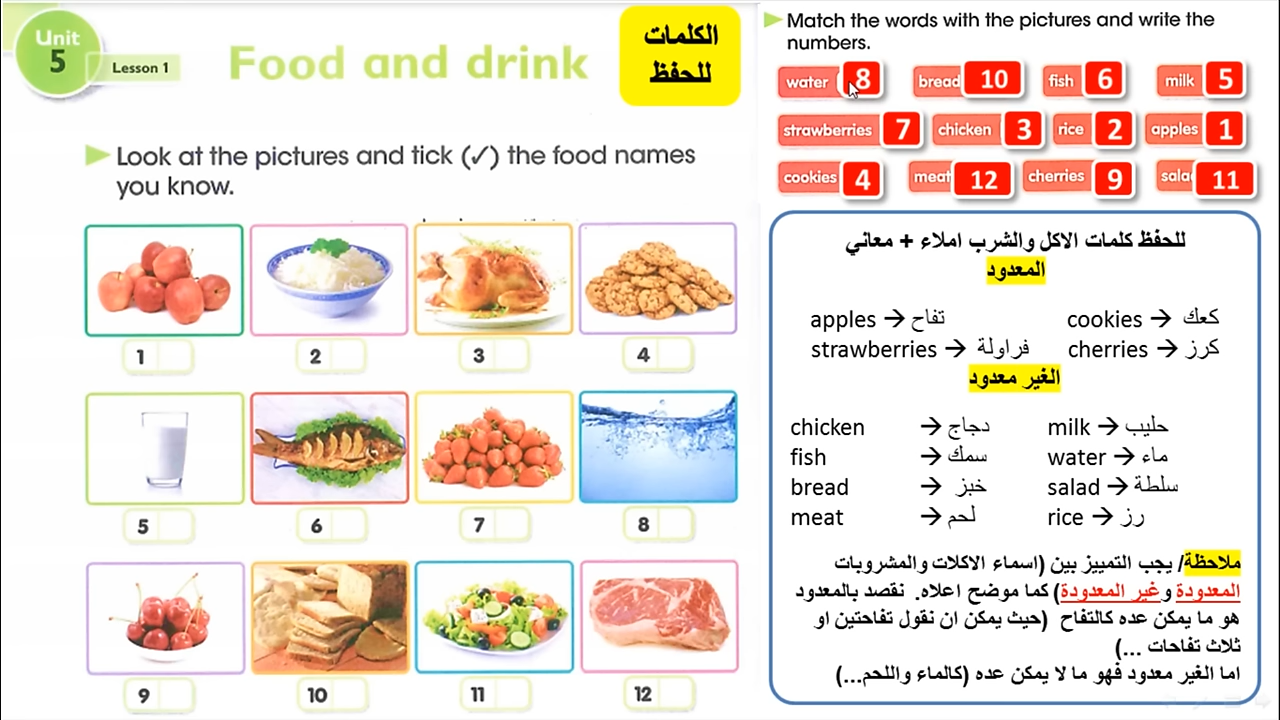 Unit
5
Lesson 1
Food and drink
الكلمات
للحفظ
Look at the pictures and tick (✓) the food names
you know.
1
2
3
4
5
6
7
8
9
10
11
12
Match the words with the pictures and write the
numbers.
water 8 bread 10 fish 6 milk 5
strawberries 7 chicken 3 rice 2 apples 1
cookies 4 meat 12 cherries 9 sala 11
للحفظ كلمات الاكل والشرب املاء + معاني
المعدود
apples → تفاح cookies → كعك
strawberries → فراولة cherries → كرز
الغير معدود
chicken → دجاج milk → حليب
fish → سمك water → ماء
bread → خبز salad → سلطة
meat → لحم rice → رز
ملاحظة/ يجب التمييز بين (اسماء الاكلات والمشروبات
المعدودة وغير المعدودة) كما موضح اعلاه. نقصد بالمعدود
هو ما يمكن عده كالتفاح (حيث يمكن ان نقول تفاحتين او
ثلاث تفاحات ...)
اما الغير معدود فهو ما لا يمكن عده (كالماء واللحم...)